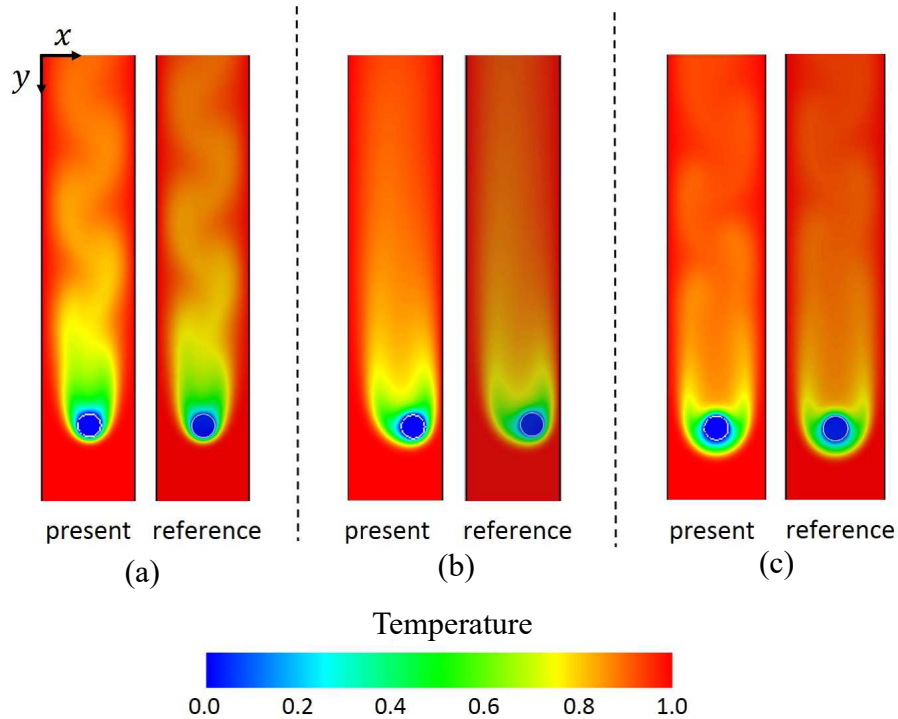 x
y
present reference
present reference
present reference
(a)
(b)
(c)
Temperature
0.0 0.2 0.4 0.6 0.8 1.0